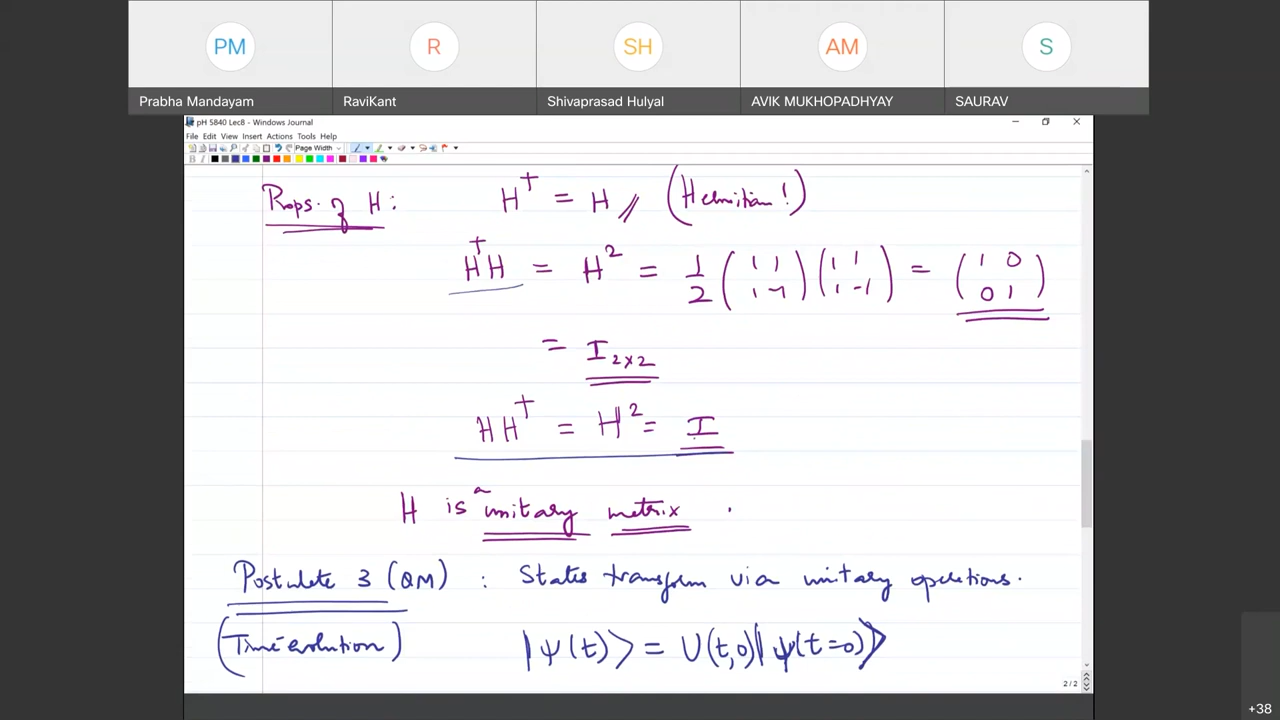 PM R SH AM S
Prabha Mandayam RaviKant Shivaprasad Hulyal AVIK MUKHOPADHYAY SAURAV
pH 5840 Lec8 - Windows Journal
File Edit View Insert Actions Tools Help
Page Width
Props. of H: H† = H // (Hermitian!)
H†H = H² = 1/2 (1 1 / 1 -1) (1 1 / 1 -1) = (1 0 / 0 1)
= I 2x2
HH† = H² = I
H is a unitary matrix.
Postulate 3 (QM) : States transform via unitary operations.
(Time evolution) |ψ(t)⟩ = U(t,0)|ψ(t=0)⟩
2/2
+38